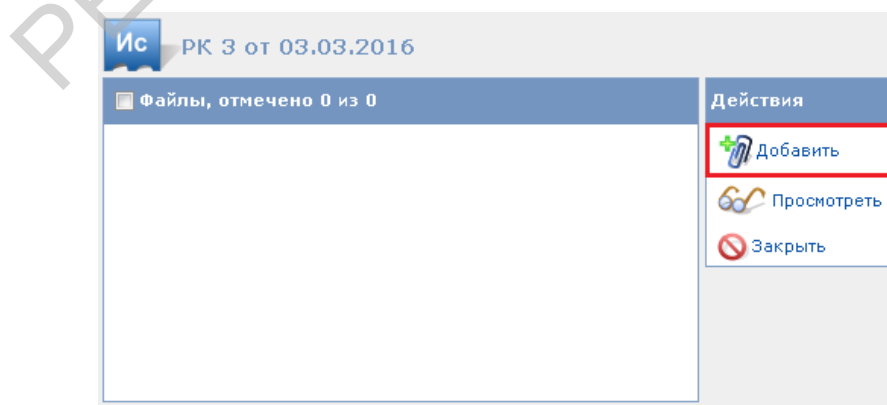 Ис РК 3 от 03.03.2016
Файлы, отмечено 0 из 0
Действия
Добавить
Просмотреть
Закрыть